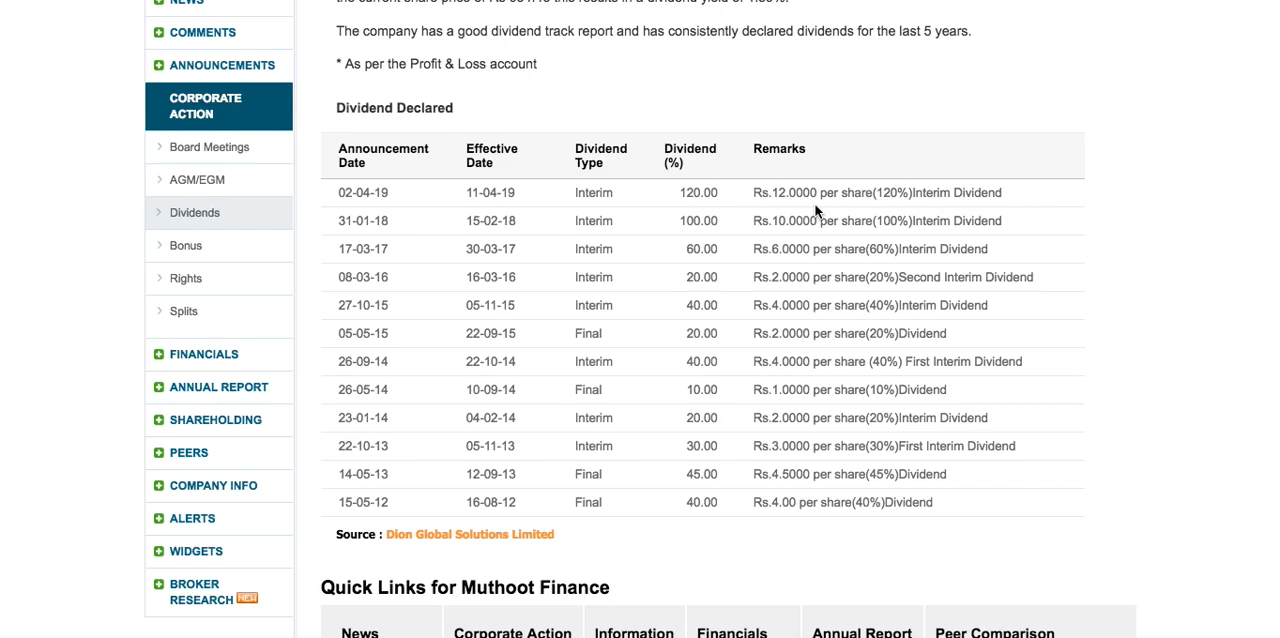 NEWS
COMMENTS
ANNOUNCEMENTS
CORPORATE
ACTION
Board Meetings
AGM/EGM
Dividends
Bonus
Rights
Splits
FINANCIALS
ANNUAL REPORT
SHAREHOLDING
PEERS
COMPANY INFO
ALERTS
WIDGETS
BROKER
RESEARCH NEW
The company has a good dividend track report and has consistently declared dividends for the last 5 years.
* As per the Profit & Loss account
Dividend Declared
Announcement Date Effective Date Dividend Type Dividend (%) Remarks
02-04-19 11-04-19 Interim 120.00 Rs.12.0000 per share(120%)Interim Dividend
31-01-18 15-02-18 Interim 100.00 Rs.10.0000 per share(100%)Interim Dividend
17-03-17 30-03-17 Interim 60.00 Rs.6.0000 per share(60%)Interim Dividend
08-03-16 16-03-16 Interim 20.00 Rs.2.0000 per share(20%)Second Interim Dividend
27-10-15 05-11-15 Interim 40.00 Rs.4.0000 per share(40%)Interim Dividend
05-05-15 22-09-15 Final 20.00 Rs.2.0000 per share(20%)Dividend
26-09-14 22-10-14 Interim 40.00 Rs.4.0000 per share (40%) First Interim Dividend
26-05-14 10-09-14 Final 10.00 Rs.1.0000 per share(10%)Dividend
23-01-14 04-02-14 Interim 20.00 Rs.2.0000 per share(20%)Interim Dividend
22-10-13 05-11-13 Interim 30.00 Rs.3.0000 per share(30%)First Interim Dividend
14-05-13 12-09-13 Final 45.00 Rs.4.5000 per share(45%)Dividend
15-05-12 16-08-12 Final 40.00 Rs.4.00 per share(40%)Dividend
Source : Dion Global Solutions Limited
Quick Links for Muthoot Finance
News Corporate Action Information Financials Annual Report Peer Comparison